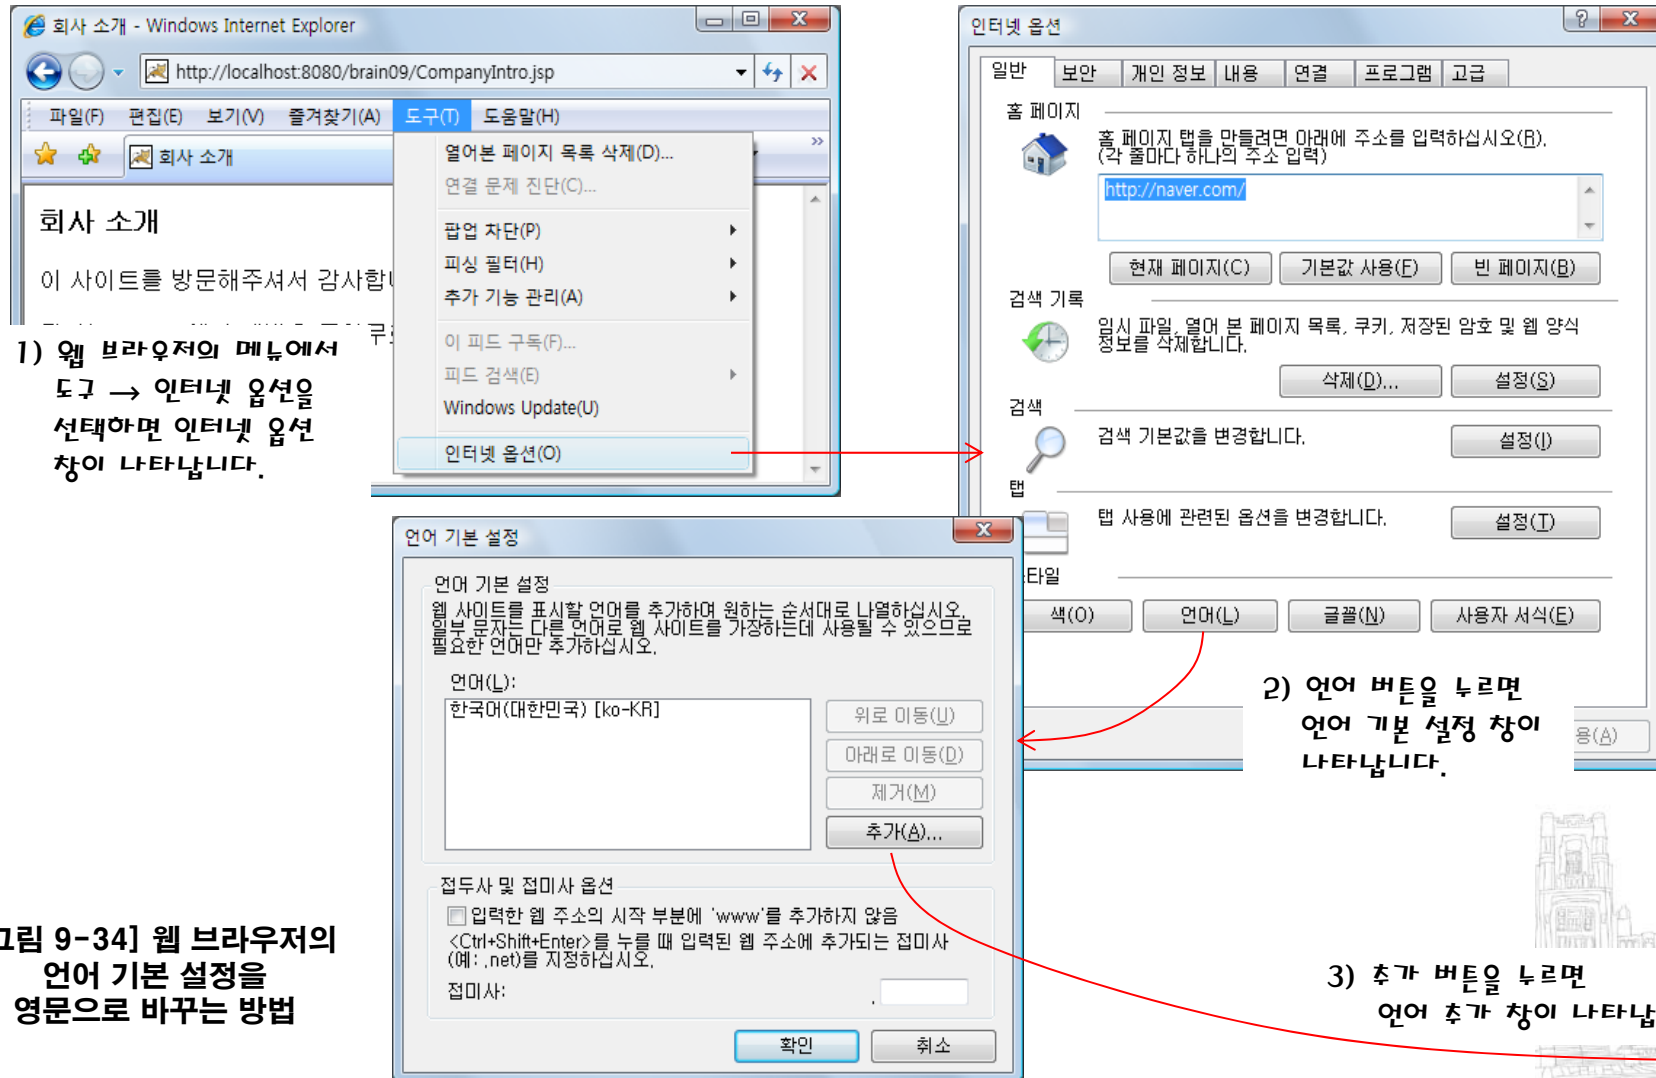 회사 소개 - Windows Internet Explorer
http://localhost:8080/brain09/CompanyIntro.jsp
파일(F) 편집(E) 보기(V) 즐겨찾기(A) 도구(T) 도움말(H)
회사 소개
열어본 페이지 목록 삭제(D)...
연결 문제 진단(C)...
팝업 차단(P)
피싱 필터(H)
추가 기능 관리(A)
이 피드 구독(F)...
피드 검색(E)
Windows Update(U)
인터넷 옵션(O)
회사 소개
이 사이트를 방문해주셔서 감사합
1) 웹 브라우저의 메뉴에서
도구 → 인터넷 옵션을
선택하면 인터넷 옵션
창이 나타납니다.
인터넷 옵션
일반 보안 개인 정보 내용 연결 프로그램 고급
홈 페이지
홈 페이지 탭을 만들려면 아래에 주소를 입력하십시오(R).
(각 줄마다 하나의 주소 입력)
http://naver.com/
현재 페이지(C) 기본값 사용(F) 빈 페이지(B)
검색 기록
임시 파일, 열어 본 페이지 목록, 쿠키, 저장된 암호 및 웹 양식
정보를 삭제합니다.
삭제(D)... 설정(S)
검색
검색 기본값을 변경합니다.
설정(I)
탭
탭 사용에 관련된 옵션을 변경합니다.
설정(T)
타일
색(O) 언어(L) 글꼴(N) 사용자 서식(E)
용(A)
2) 언어 버튼을 누르면
언어 기본 설정 창이
나타납니다.
언어 기본 설정
언어 기본 설정
웹 사이트를 표시할 언어를 추가하여 원하는 순서대로 나열하십시오.
일부 문자는 다른 언어로 웹 사이트를 가장하는데 사용될 수 있으므로
필요한 언어만 추가하십시오.
언어(L):
한국어(대한민국) [ko-KR]
위로 이동(U)
아래로 이동(D)
제거(M)
추가(A)...
접두사 및 접미사 옵션
입력한 웹 주소의 시작 부분에 'www'를 추가하지 않음
<Ctrl+Shift+Enter>를 누를 때 입력된 웹 주소에 추가되는 접미사
(예: .net)를 지정하십시오.
접미사: .
확인 취소
3) 추가 버튼을 누르면
언어 추가 창이 나타납
그림 9-34] 웹 브라우저의
언어 기본 설정을
영문으로 바꾸는 방법